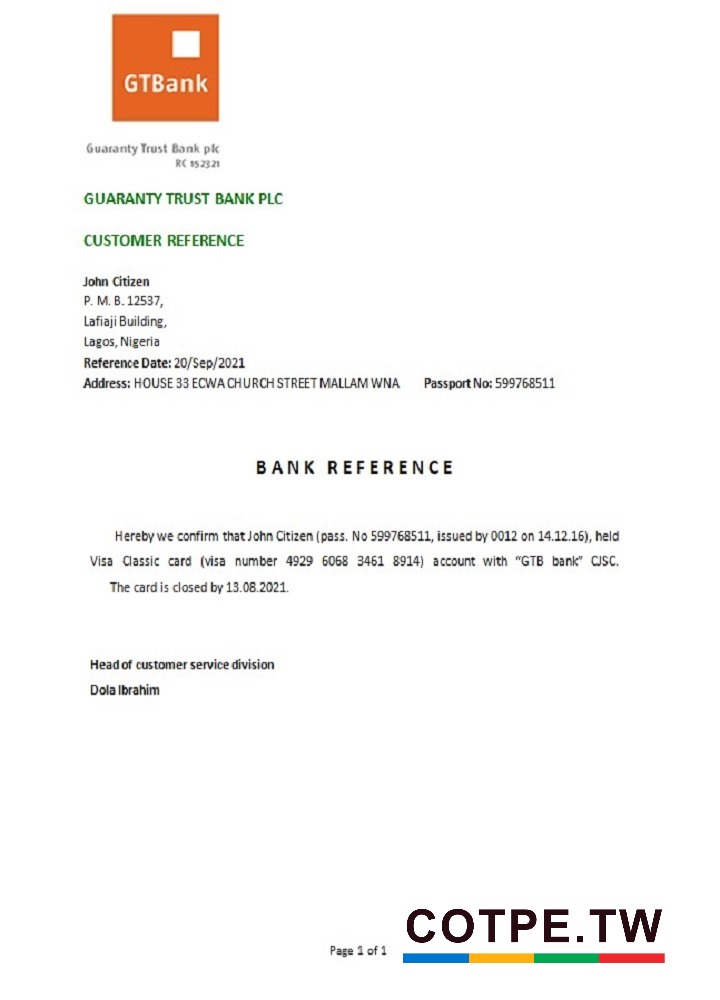 GTBank
Guaranty Trust Bank plc
RC 152321
GUARANTY TRUST BANK PLC
CUSTOMER REFERENCE
John Citizen
P. M. B. 12537,
Lafiaji Building,
Lagos, Nigeria
Reference Date: 20/Sep/2021
Address: HOUSE 33 ECWA CHURCH STREET MALLAM WNA Passport No: 599768511
BANK REFERENCE
Hereby we confirm that John Citizen (pass. No 599768511, issued by 0012 on 14.12.16), held
Visa Classic card (visa number 4929 6068 3461 8914) account with “GTB bank” CJSC.
The card is closed by 13.08.2021.
Head of customer service division
Dola Ibrahim
Page 1 of 1
COTPE.TW